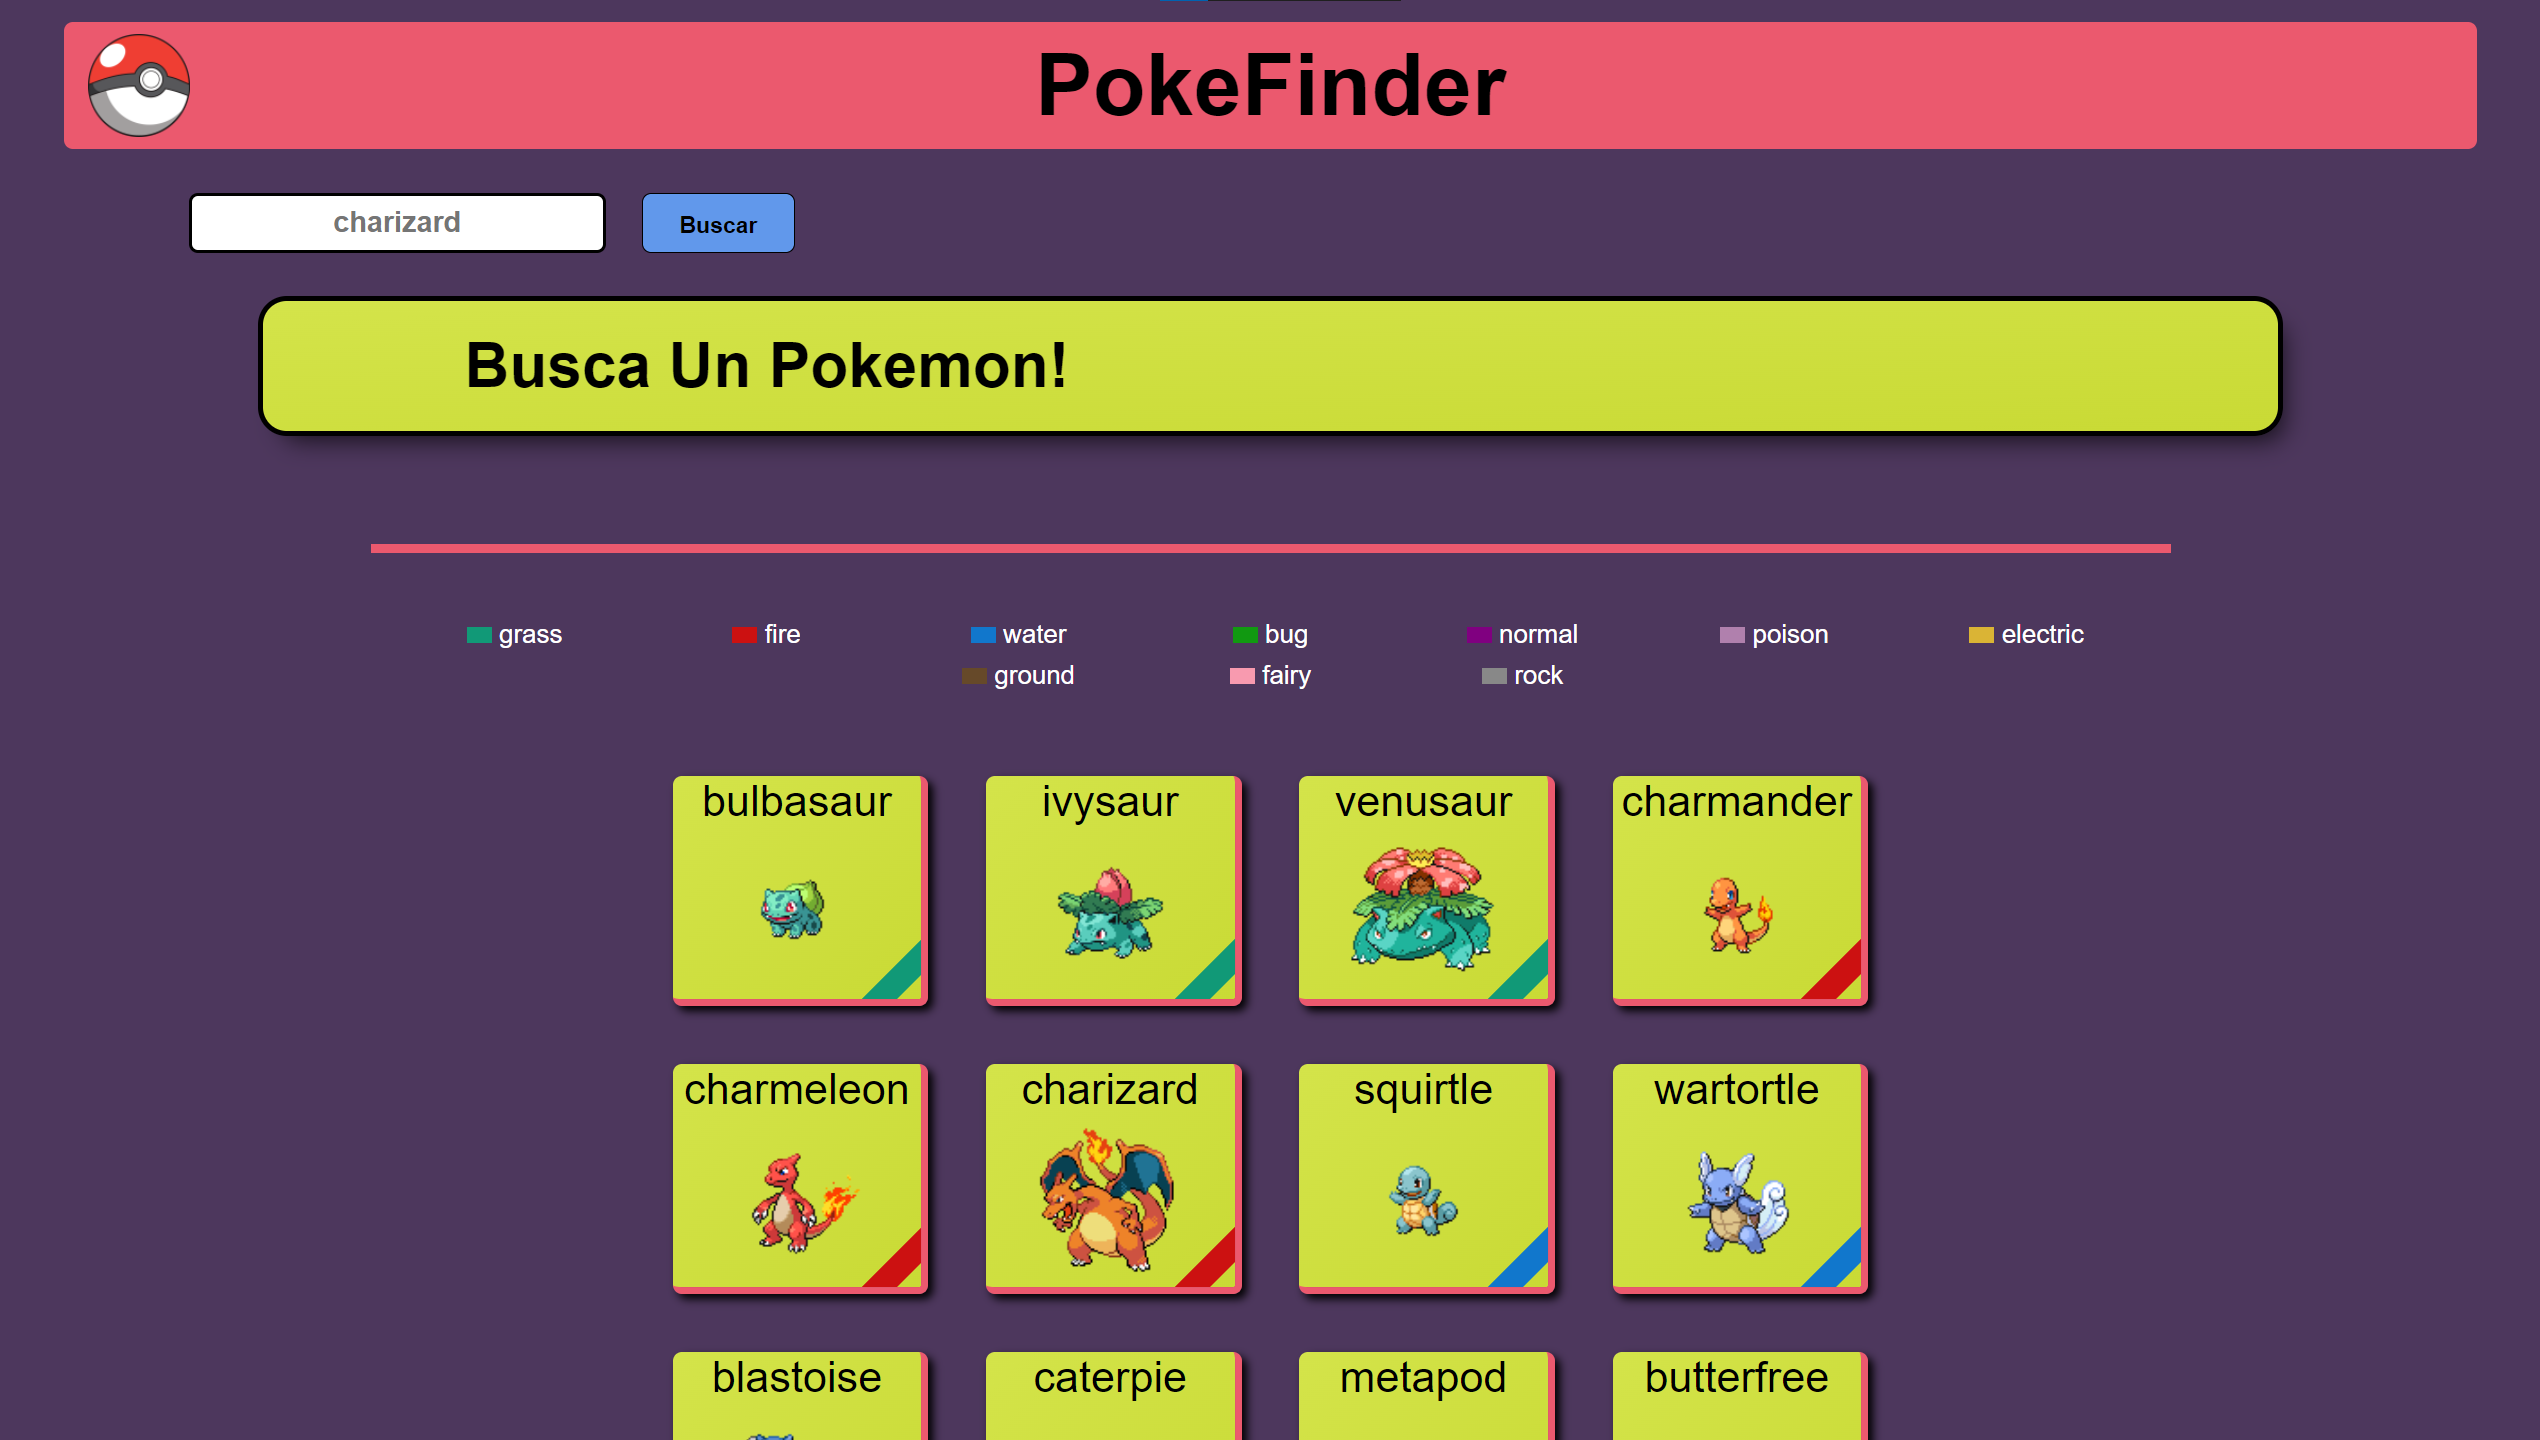 PokeFinder
charizard
Buscar
Busca Un Pokemon!
grass fire water bug normal poison electric
ground fairy rock
bulbasaur ivysaur venusaur charmander
charmeleon charizard squirtle wartortle
blastoise caterpie metapod butterfree